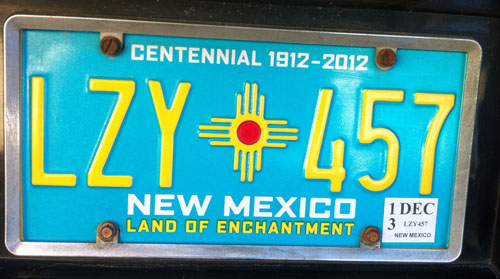 CENTENNIAL 1912-2012
LZY 457
NEW MEXICO
LAND OF ENCHANTMENT
1 DEC
3 LZY457
NEW MEXICO